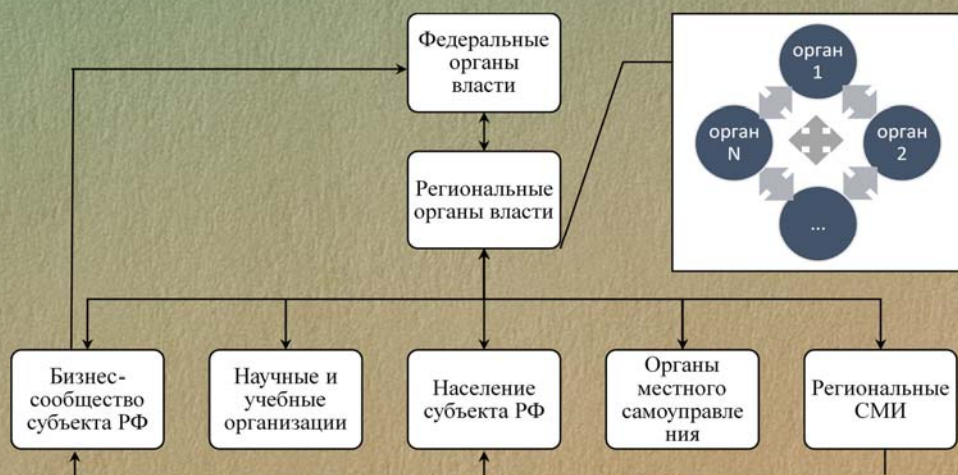 Федеральные
органы
власти
орган
1
орган
N
орган
2
...
Региональные
органы власти
Бизнес-
сообщество
субъекта РФ
Научные и
учебные
организации
Население
субъекта РФ
Органы
местного
самоуправле
ния
Региональные
СМИ